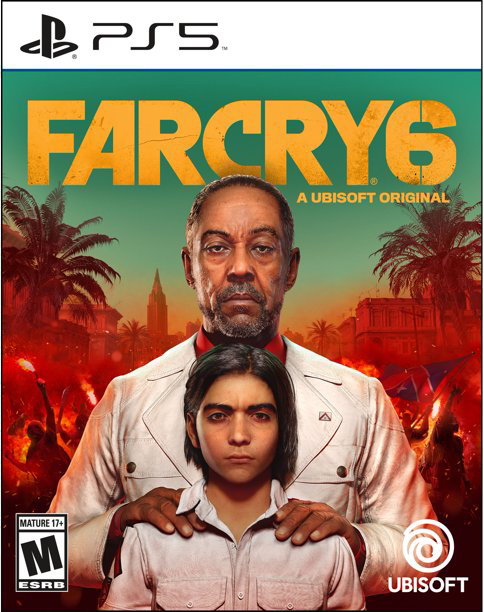 PS5
FARCRY6
A UBISOFT ORIGINAL
MATURE 17+
M
ESRB
UBISOFT